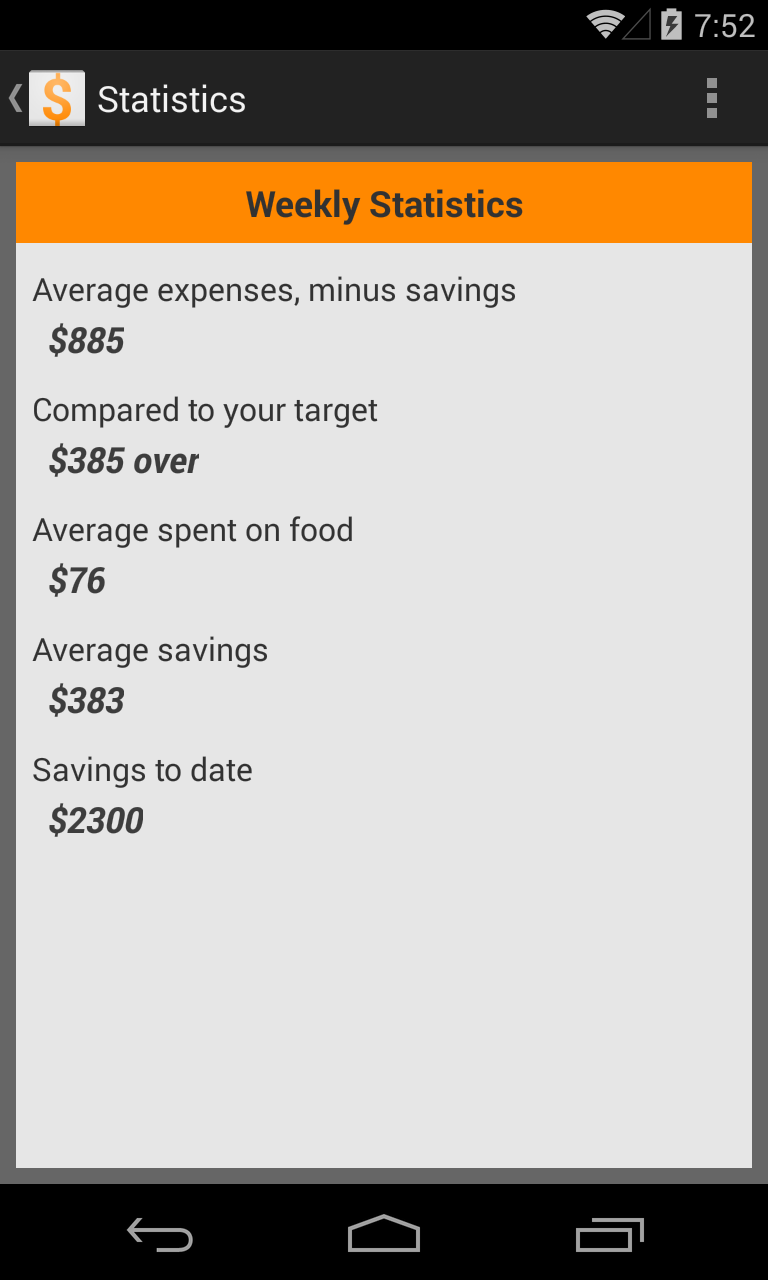 7:52
Statistics
Weekly Statistics
Average expenses, minus savings
$885
Compared to your target
$385 over
Average spent on food
$76
Average savings
$383
Savings to date
$2300